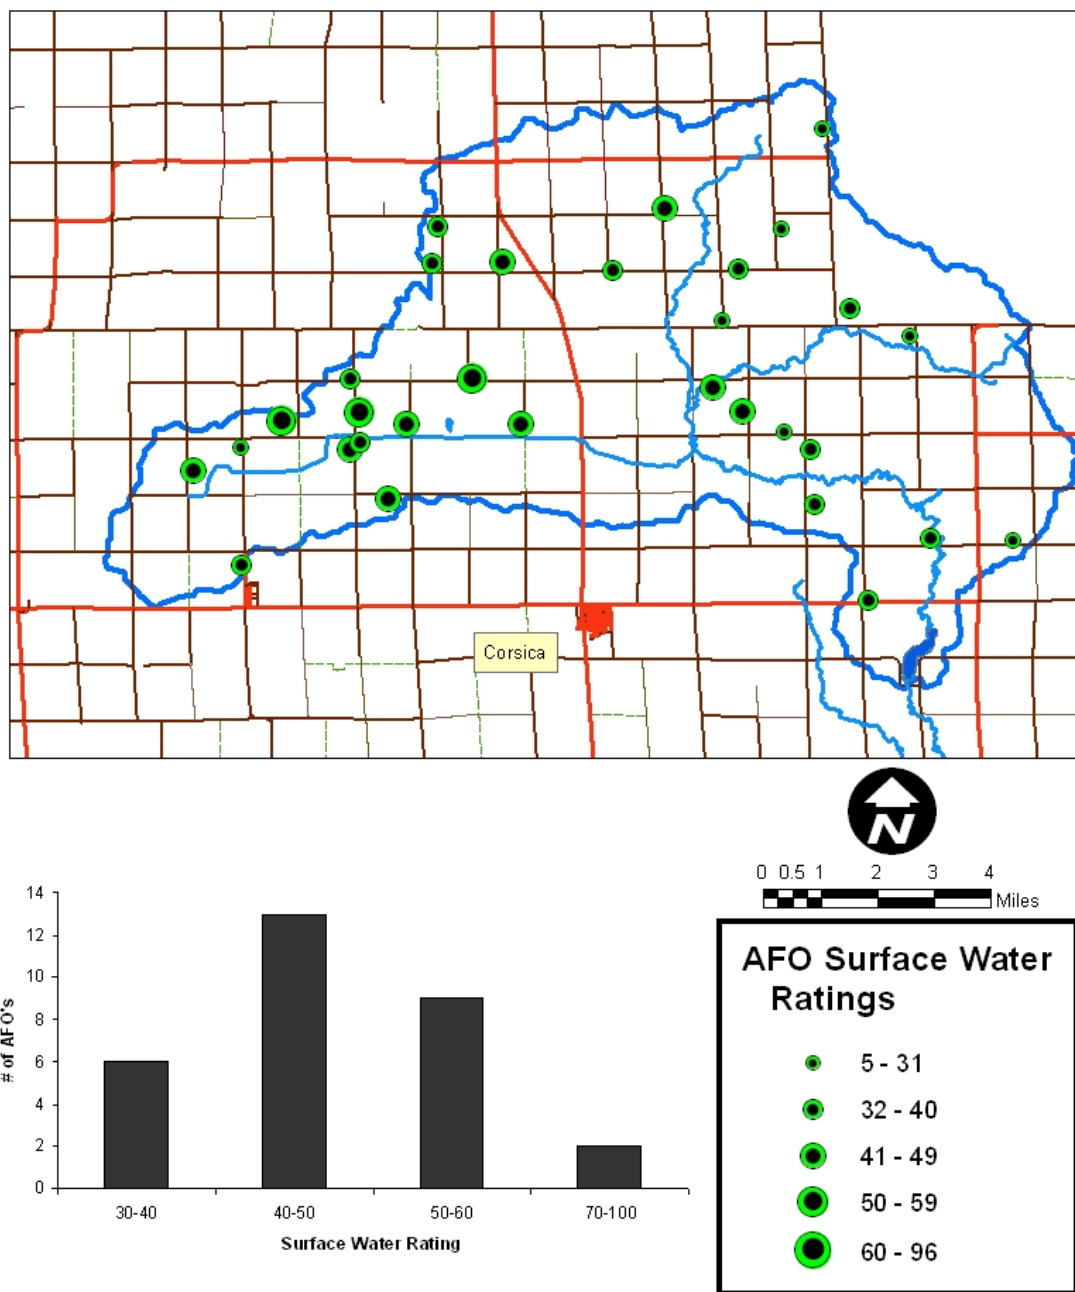 Corsica
N
0 0.5 1 2 3 4
Miles
14
12
10
8
6
4
2
0
# of AFO's
30-40 40-50 50-60 70-100
Surface Water Rating
AFO Surface Water
Ratings
5 - 31
32 - 40
41 - 49
50 - 59
60 - 96